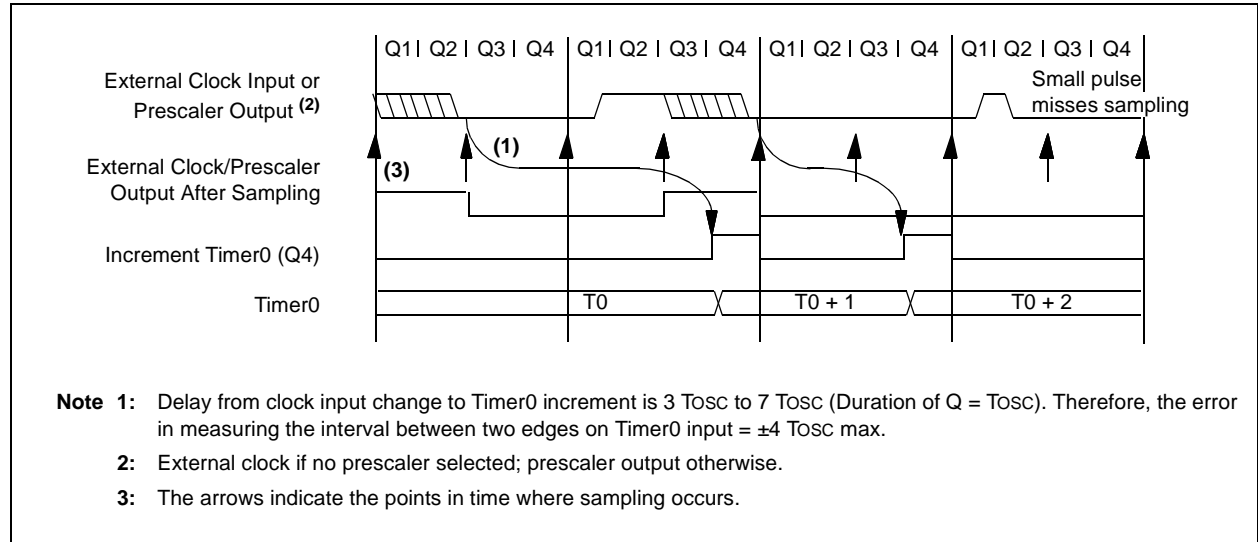 Q1 | Q2 | Q3 | Q4 Q1 | Q2 | Q3 | Q4 Q1 | Q2 | Q3 | Q4 Q1 | Q2 | Q3 | Q4
External Clock Input or
Prescaler Output (2)
Small pulse
misses sampling
(1)
External Clock/Prescaler
Output After Sampling
(3)
Increment Timer0 (Q4)
Timer0
T0 T0 + 1 T0 + 2
Note 1: Delay from clock input change to Timer0 increment is 3 TOSC to 7 TOSC (Duration of Q = TOSC). Therefore, the error
in measuring the interval between two edges on Timer0 input = ±4 TOSC max.
2: External clock if no prescaler selected; prescaler output otherwise.
3: The arrows indicate the points in time where sampling occurs.